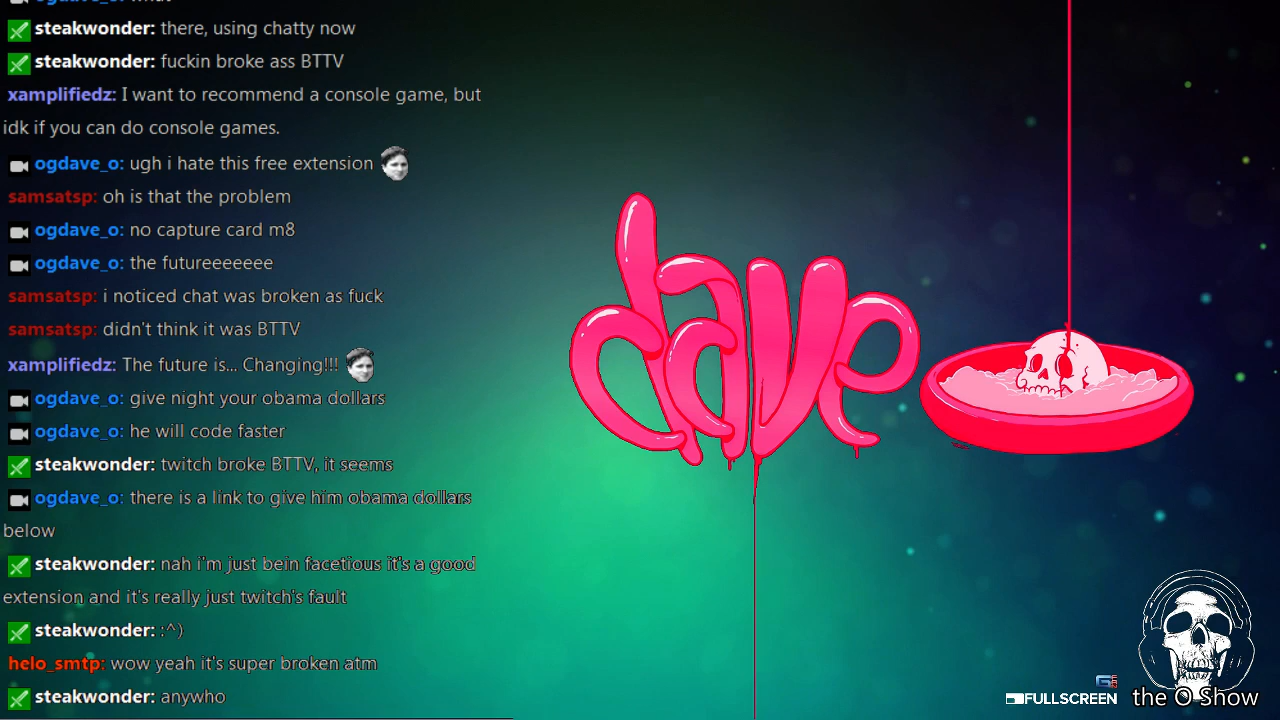 steakwonder: there, using chatty now
steakwonder: fuckin broke ass BTTV
xamplifiedz: I want to recommend a console game, but
idk if you can do console games.
ogdave_o: ugh i hate this free extension
samsatsp: oh is that the problem
ogdave_o: no capture card m8
ogdave_o: the futureeeeeee
samsatsp: i noticed chat was broken as fuck
samsatsp: didn't think it was BTTV
xamplifiedz: The future is... Changing!!!
ogdave_o: give night your obama dollars
ogdave_o: he will code faster
steakwonder: twitch broke BTTV, it seems
ogdave_o: there is a link to give him obama dollars
below
steakwonder: nah i'm just bein facetious it's a good
extension and it's really just twitch's fault
steakwonder: :^)
helo_smtp: wow yeah it's super broken atm
steakwonder: anywho
dave
FULLSCREEN
the O Show